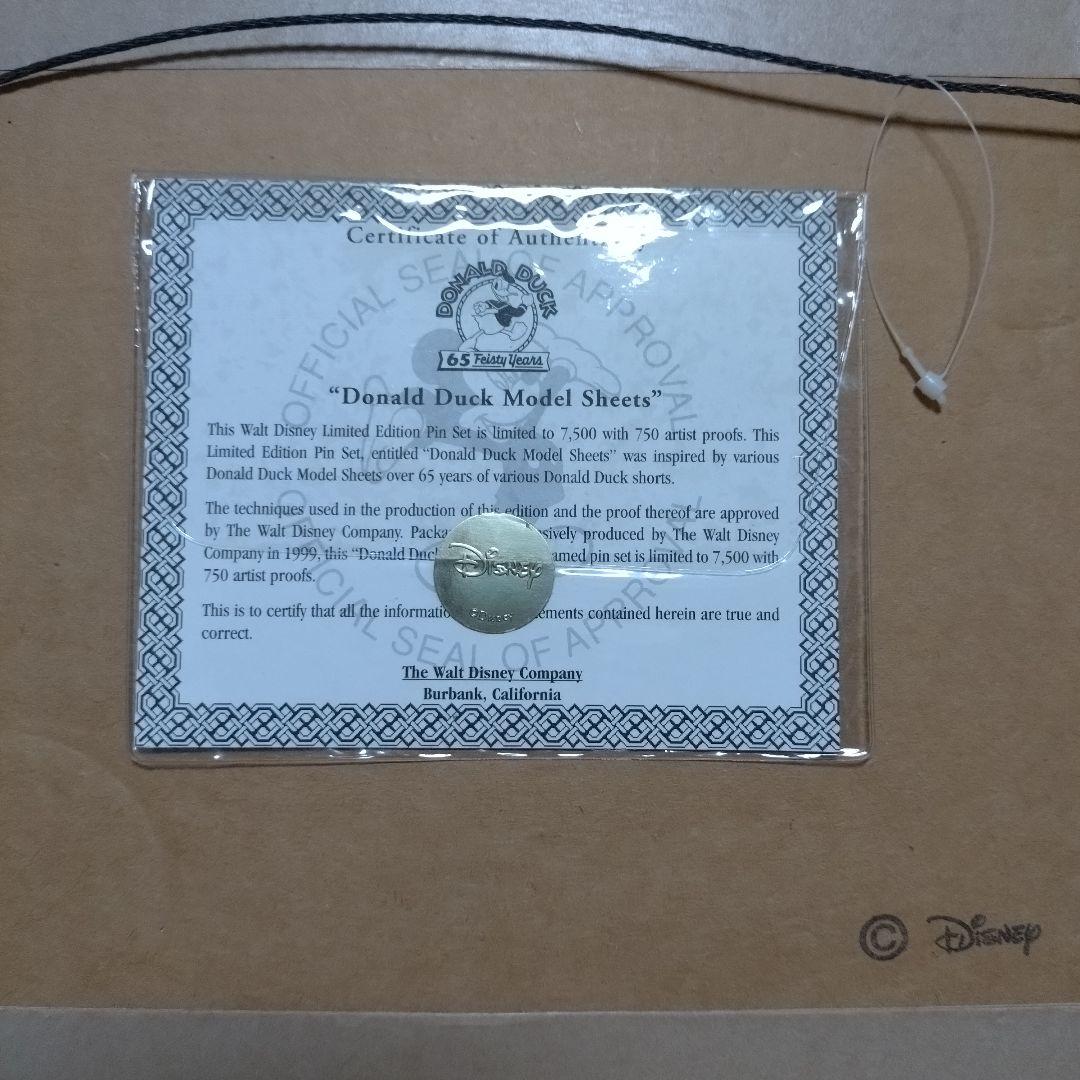 Certificate of
DONALD DUCK
65 Feisty Years
OFFICIAL SEAL OF APPROVAL
“Donald Duck Model Sheets”
This Walt Disney Limited Edition Pin Set is limited to 7,500 with 750 artist proofs. This
Limited Edition Pin Set, entitled “Donald Duck Model Sheets” was inspired by various
Donald Duck Model Sheets over 65 years of various Donald Duck shorts.
The techniques used in the production of this edition and the proof thereof are approved
by The Walt Disney Company. Packa sively produced by The Walt Disney
Company in 1999, this “Donald Duc amed pin set is limited to 7,500 with
750 artist proofs.
Disney
©Disney
This is to certify that all the informatio ements contained herein are true and
correct.
OFFICIAL SEAL OF APPROVAL
The Walt Disney Company
Burbank, California
© Disney